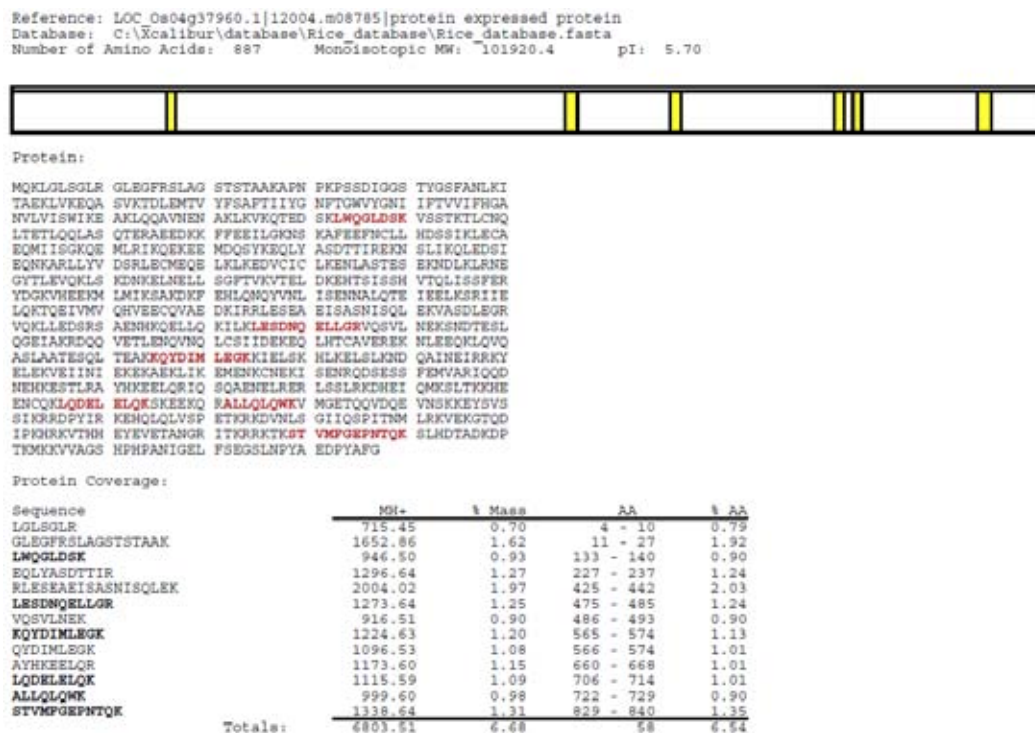 Reference: LOC_Os04g37960.1|12004.m08785|protein expressed protein
Database: C:\Xcalibur\database\Rice_database\Rice_database.fasta
Number of Amino Acids: 887 Monoisotopic MW: 101920.4 pI: 5.70
Protein:
MQKLGLSGLR GLEGFRSLAG STSTAAKAPN PKPSSDIGGS TYGSFANLKI
TAEKLVKEQA SVKTDLEMTV YFSAPTIIYG NPTGWVYGNI IFTVVIFHGA
NVLVISWIKE AKLQQAVNEN AKLKVKQTED SKLWQGLDSK VSSTKTLCNQ
LTETLQQLAS QTERAEEDKK FFEEILGKNS KAFEEFNCLL HDSSIKLECA
EQMIISGKQE MLRIKQEKEE MDQSYKEQLY ASDTTIREKN SLIKQLEDSI
EQNKARLLYV DSRLECMEQE LKLKEDVCIC LKENLASTES EKNDLKLRNE
GYTLEVQKLS KDNKELNELL SGFTVKVTEL DKEHTSISSH VTQLISSFER
YDGKVHEEKM LMIKSAKDKF EHLQNQYVNL ISENNALQTE IEELKSRIIE
LQKTQEIVMV QHVEECQVAE DKIRRLESEA EISASNISQL EKVASDLEGR
VQKLLEDSRS AENHKQELLQ KILKLESDNQ ELLGRVQSVL NEKSNDTESL
QGEIAKRDQQ VETLENQVNQ LCSIIDEKEQ LHTCAVEREK NLEEQKLQVQ
ASLAATESQL TEAKKQYDIM LEGKKIELSK HLKELSLKND QAINEIRRKY
ELEKVEIINI EKEKAEKLIK EMENKCNEKI SENRQDSESS FEMVARIQQD
NEHKESTLRA YHKEELQRIQ SQAENELRER LSSLRKDHEI QMKSLTKKHE
ENCQKLQDEL ELQKSKEEKQ RALLQLQWKV MGETQQVDQE VNSKKEYSVS
SIKRRDPYIR KEHQLQLVSP ETKRKDVNLS GIIQSPITNM LRKVEKGTQD
IPKHRKVTHH EYEVETANGR ITKRRKTKST VMFGEPNTQK SLHDTADKDP
TKMKKVVAGS HPHPANIGEL FSEGSLNPYA EDPYAFG
Protein Coverage:
Sequence MH+ % Mass AA % AA
LGLSGLR 715.45 0.70 4 - 10 0.79
GLEGFRSLAGSTSTAAK 1652.86 1.62 11 - 27 1.92
LWQGLDSK 946.50 0.93 133 - 140 0.90
EQLYASDTTIR 1296.64 1.27 227 - 237 1.24
RLESEAEISASNISQLEK 2004.02 1.97 425 - 442 2.03
LESDNQELLGR 1273.64 1.25 475 - 485 1.24
VQSVLNEK 916.51 0.90 486 - 493 0.90
KQYDIMLEGK 1224.63 1.20 565 - 574 1.13
QYDIMLEGK 1096.53 1.08 566 - 574 1.01
AYHKEELQR 1173.60 1.15 660 - 668 1.01
LQDELELQK 1115.59 1.09 706 - 714 1.01
ALLQLQWK 999.60 0.98 722 - 729 0.90
STVMFGEPNTQK 1338.64 1.31 829 - 840 1.35
Totals: 6803.51 6.68 58 6.54